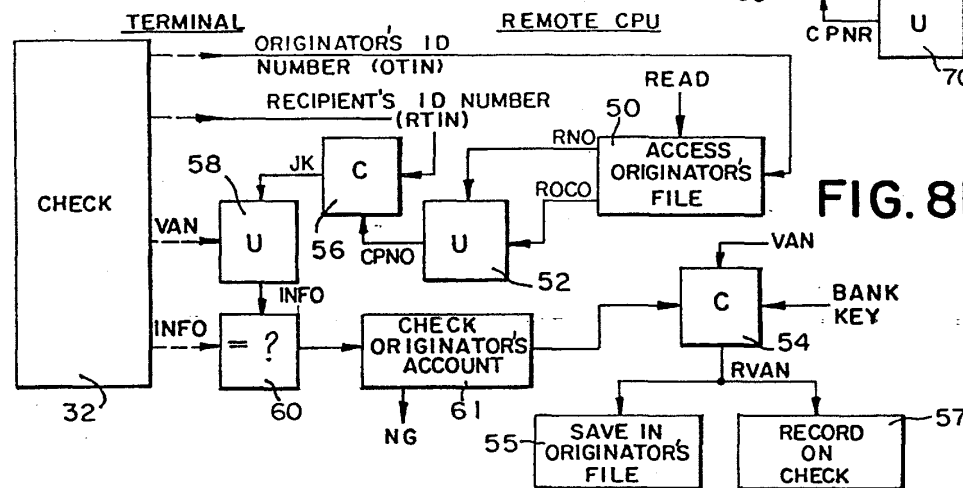 TERMINAL
REMOTE CPU
CPNR
U
70
ORIGINATOR'S ID
NUMBER (OTIN)
RECIPIENT'S ID NUMBER
(RTIN)
READ
50
RNO
ROCO
ACCESS
ORIGINATOR'S
FILE
FIG. 8
58
JK
C
56
CHECK
VAN
U
CPNO
U
52
INFO
VAN
C
BANK
KEY
54
INFO
= ?
60
CHECK
ORIGINATOR'S
ACCOUNT
61
NG
32
RVAN
55
SAVE IN
ORIGINATOR'S
FILE
RECORD
ON
CHECK
57